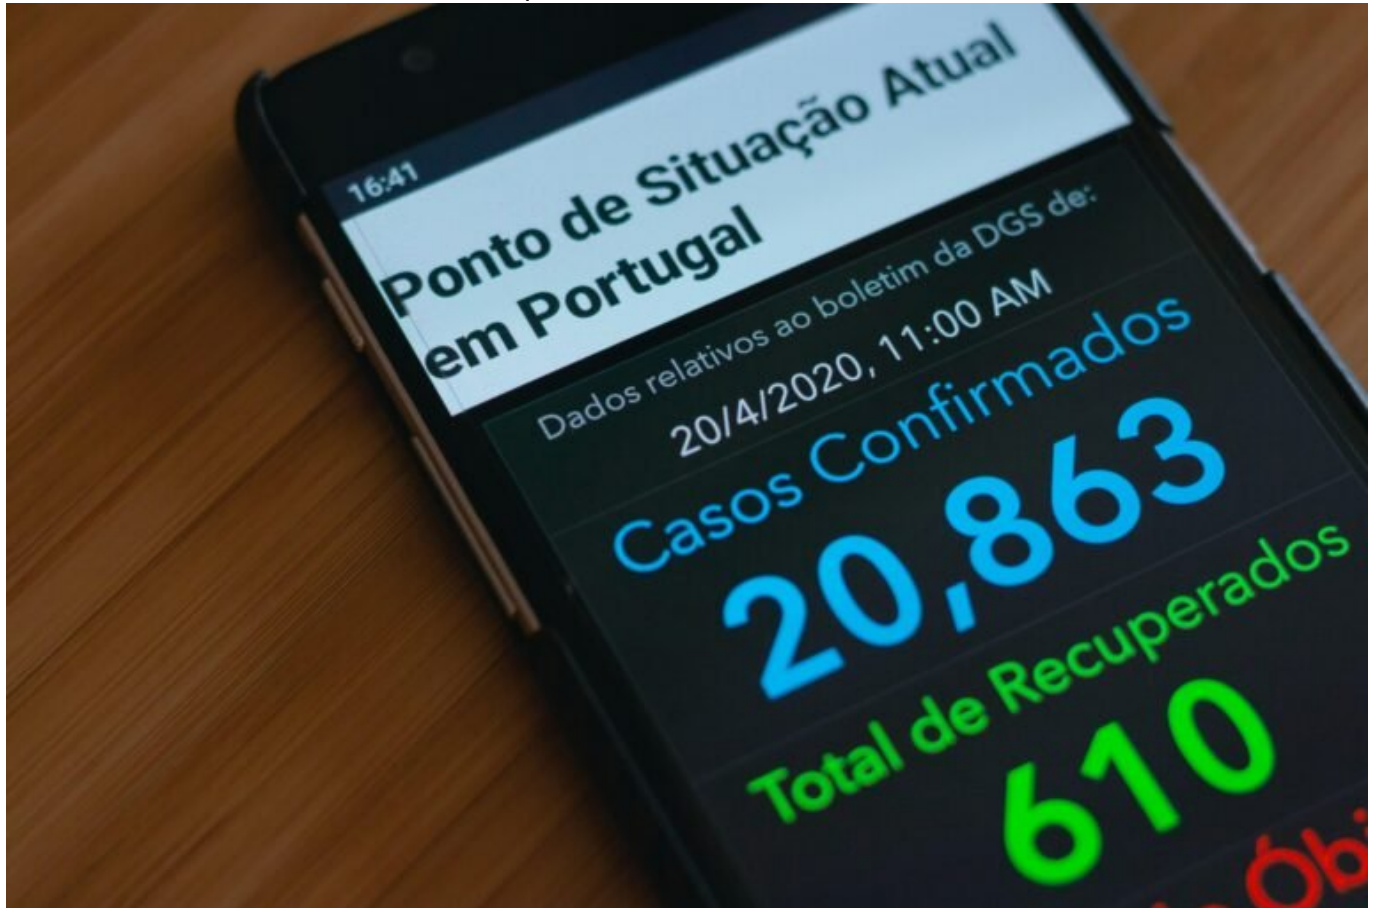 16:41
Ponto de Situação Atual
em Portugal
Dados relativos ao boletim da DGS de:
20/4/2020, 11:00 AM
Casos Confirmados
20,863
Total de Recuperados
610